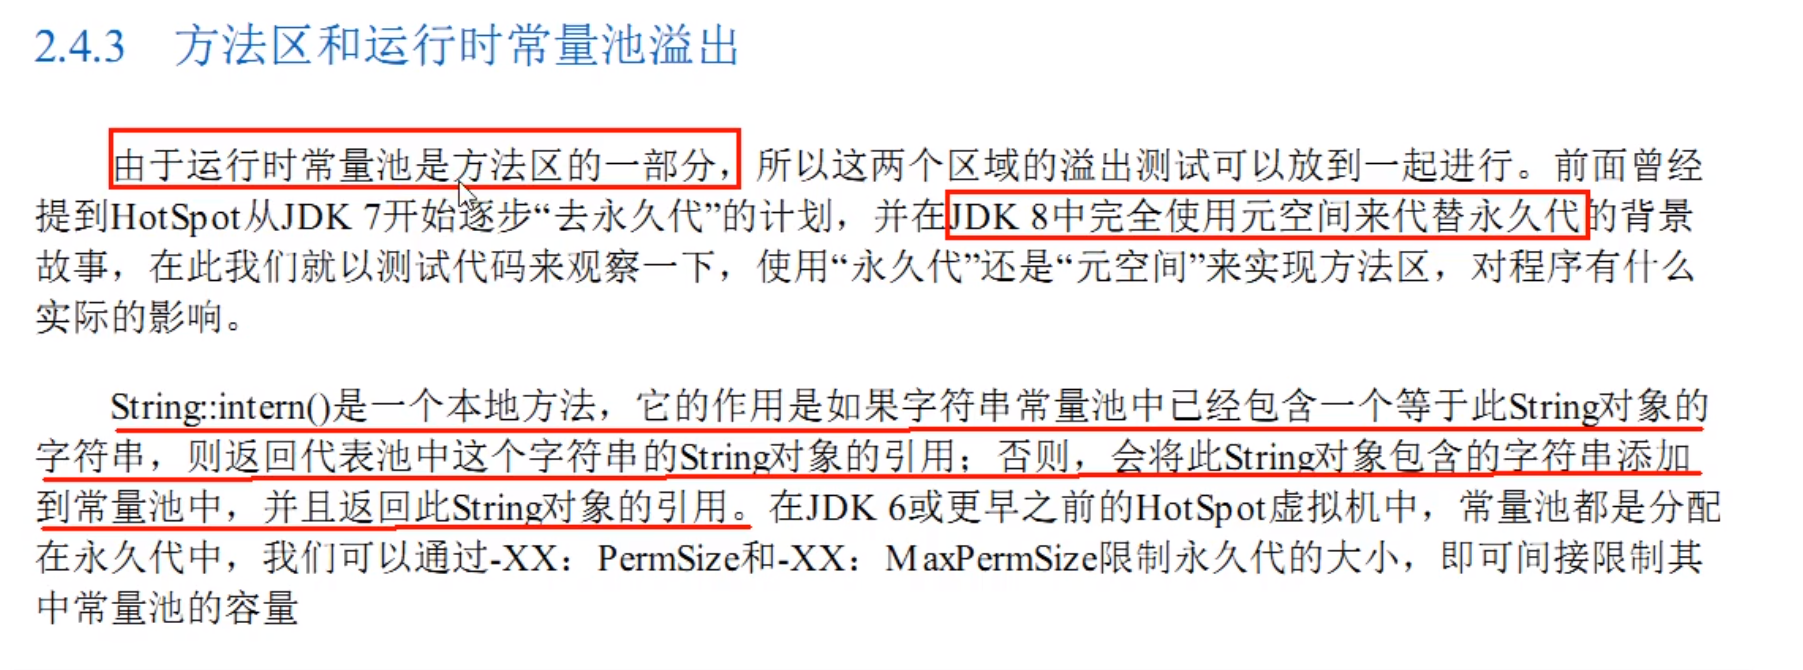 2.4.3 方法区和运行时常量池溢出
由于运行时常量池是方法区的一部分，所以这两个区域的溢出测试可以放到一起进行。前面曾经
提到HotSpot从JDK 7开始逐步“去永久代”的计划，并在JDK 8中完全使用元空间来代替永久代的背景
故事，在此我们就以测试代码来观察一下，使用“永久代”还是“元空间”来实现方法区，对程序有什么
实际的影响。
String::intern()是一个本地方法，它的作用是如果字符串常量池中已经包含一个等于此String对象的
字符串，则返回代表池中这个字符串的String对象的引用；否则，会将此String对象包含的字符串添加
到常量池中，并且返回此String对象的引用。在JDK 6或更早之前的HotSpot虚拟机中，常量池都是分配
在永久代中，我们可以通过-XX：PermSize和-XX：MaxPermSize限制永久代的大小，即可间接限制其
中常量池的容量